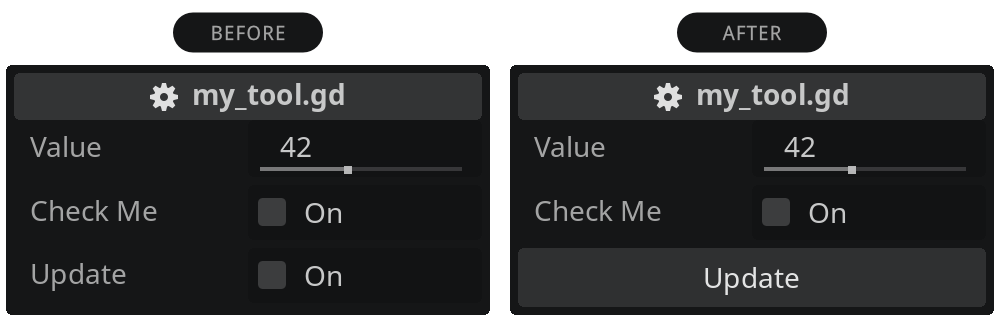 BEFORE
my_tool.gd
Value 42
Check Me On
Update On
AFTER
my_tool.gd
Value 42
Check Me On
Update